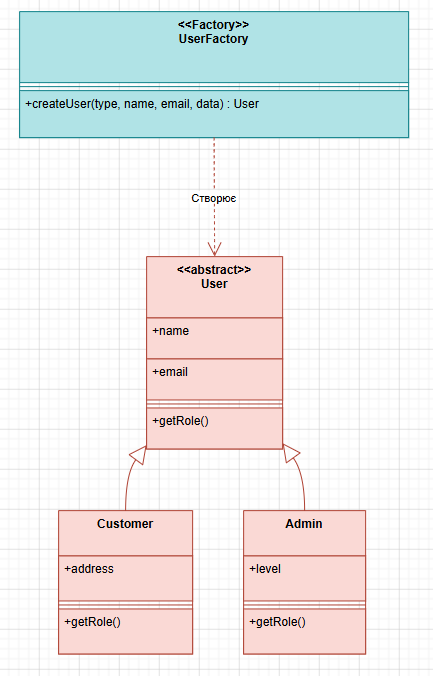 <<Factory>>
UserFactory
+createUser(type, name, email, data) : User
Створює
<<abstract>>
User
+name
+email
+getRole()
Customer
+address
+getRole()
Admin
+level
+getRole()